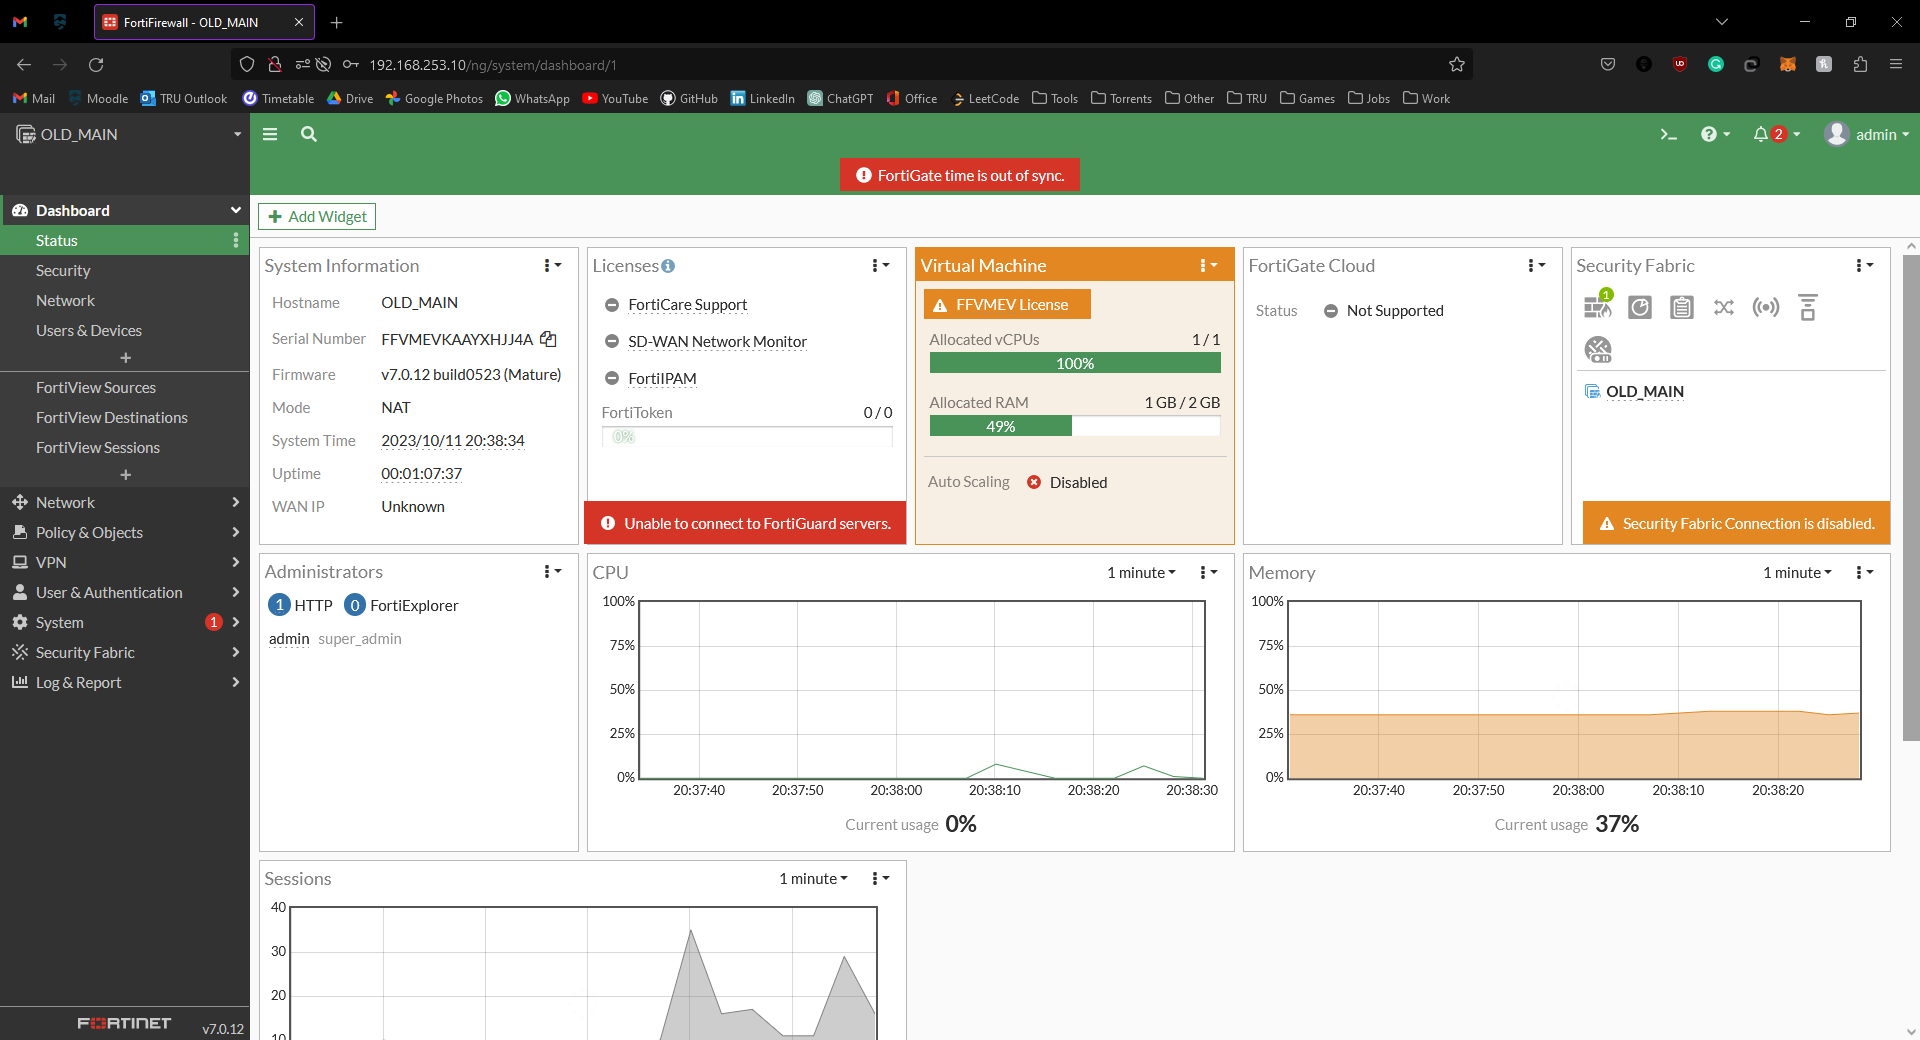 FortiFirewall - OLD_MAIN
192.168.253.10/ng/system/dashboard/1
Mail Moodle TRU Outlook Timetable Drive Google Photos WhatsApp YouTube GitHub LinkedIn ChatGPT Office LeetCode Tools Torrents Other TRU Games Jobs Work
OLD_MAIN
2 admin
FortiGate time is out of sync.
Dashboard
Status
Security
Network
Users & Devices
FortiView Sources
FortiView Destinations
FortiView Sessions
Network
Policy & Objects
VPN
User & Authentication
System 1
Security Fabric
Log & Report
FORTINET v7.0.12
Add Widget
System Information
Hostname OLD_MAIN
Serial Number FFVMEVKAAYXHJJ4A
Firmware v7.0.12 build0523 (Mature)
Mode NAT
System Time 2023/10/11 20:38:34
Uptime 00:01:07:37
WAN IP Unknown
Licenses
FortiCare Support
SD-WAN Network Monitor
FortiIPAM
FortiToken 0 / 0
0%
Unable to connect to FortiGuard servers.
Virtual Machine
FFVMEV License
Allocated vCPUs 1 / 1
100%
Allocated RAM 1 GB / 2 GB
49%
Auto Scaling Disabled
FortiGate Cloud
Status Not Supported
Security Fabric
1
OLD_MAIN
Security Fabric Connection is disabled.
Administrators
1 HTTP 0 FortiExplorer
admin super_admin
CPU 1 minute
100%
75%
50%
25%
0%
20:37:40 20:37:50 20:38:00 20:38:10 20:38:20 20:38:30
Current usage 0%
Memory 1 minute
100%
75%
50%
25%
0%
20:37:40 20:37:50 20:38:00 20:38:10 20:38:20
Current usage 37%
Sessions 1 minute
40
30
20
10